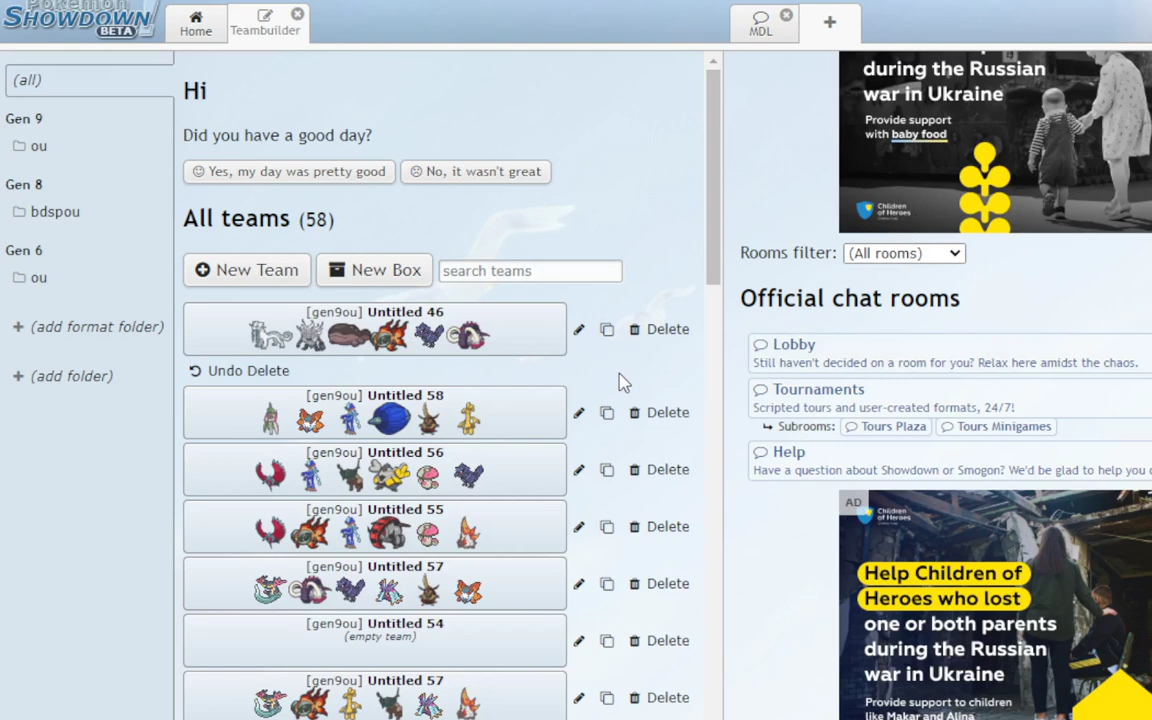 Pokémon
SHOWDOWN
BETA
Home
Teambuilder
MDL
(all)
Gen 9
ou
Gen 8
bdspou
Gen 6
ou
(add format folder)
(add folder)
Hi
Did you have a good day?
Yes, my day was pretty good
No, it wasn't great
All teams (58)
New Team
New Box
search teams
[gen9ou] Untitled 46
Delete
Undo Delete
[gen9ou] Untitled 58
Delete
[gen9ou] Untitled 56
Delete
[gen9ou] Untitled 55
Delete
[gen9ou] Untitled 57
Delete
[gen9ou] Untitled 54
(empty team)
Delete
[gen9ou] Untitled 57
Delete
during the Russian
war in Ukraine
Provide support
with baby food
Children
of Heroes
Rooms filter: (All rooms)
Official chat rooms
Lobby
Still haven't decided on a room for you? Relax here amidst the chaos.
Tournaments
Scripted tours and user-created formats, 24/7!
Subrooms: Tours Plaza Tours Minigames
Help
Have a question about Showdown or Smogon? We'd be glad to help you
AD
Children
of Heroes
Help Children of
Heroes who lost
one or both parents
during the Russian
war in Ukraine
Provide support to children
like Makar and Alina